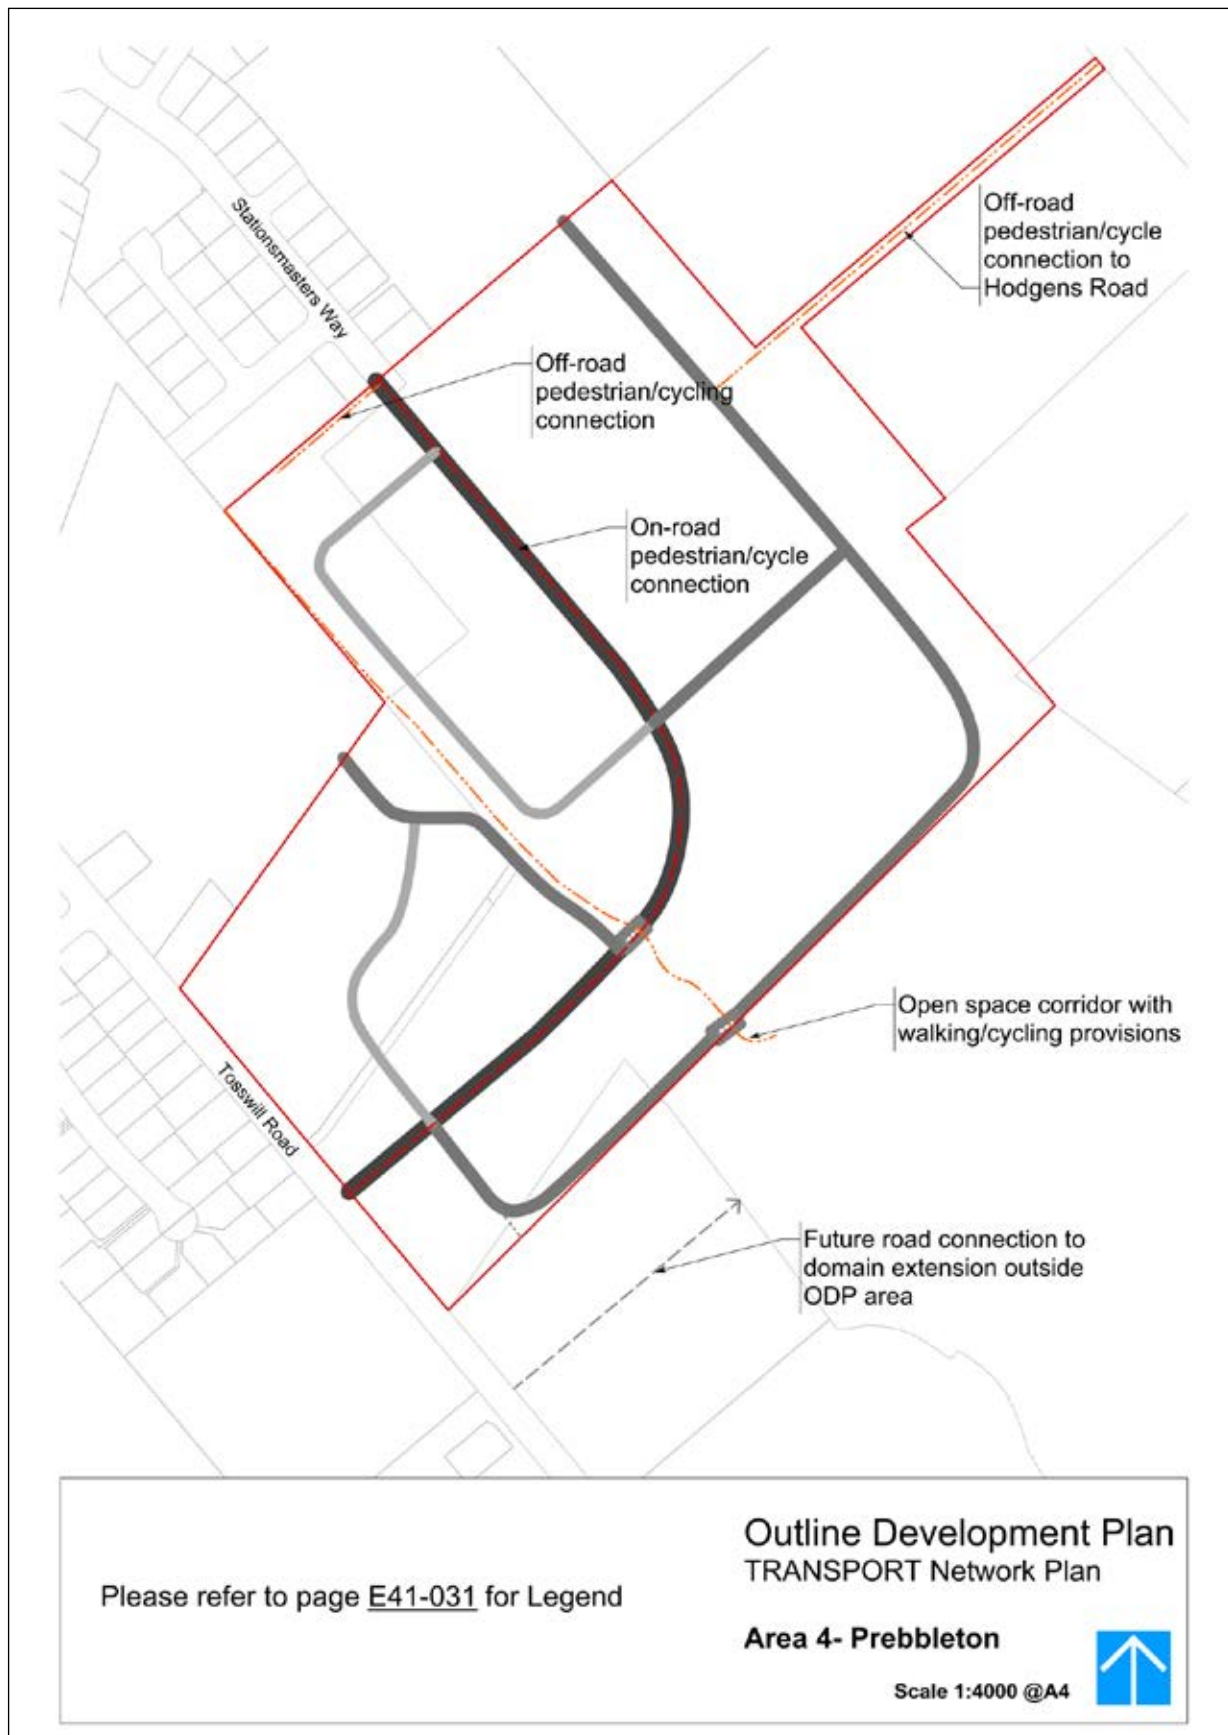 Stationsmasters Way
Off-road
pedestrian/cycle
connection to
Hodgens Road
Off-road
pedestrian/cycling
connection
On-road
pedestrian/cycle
connection
Open space corridor with
walking/cycling provisions
Tosswill Road
Future road connection to
domain extension outside
ODP area
Please refer to page E41-031 for Legend
Outline Development Plan
TRANSPORT Network Plan
Area 4- Prebbleton
Scale 1:4000 @A4